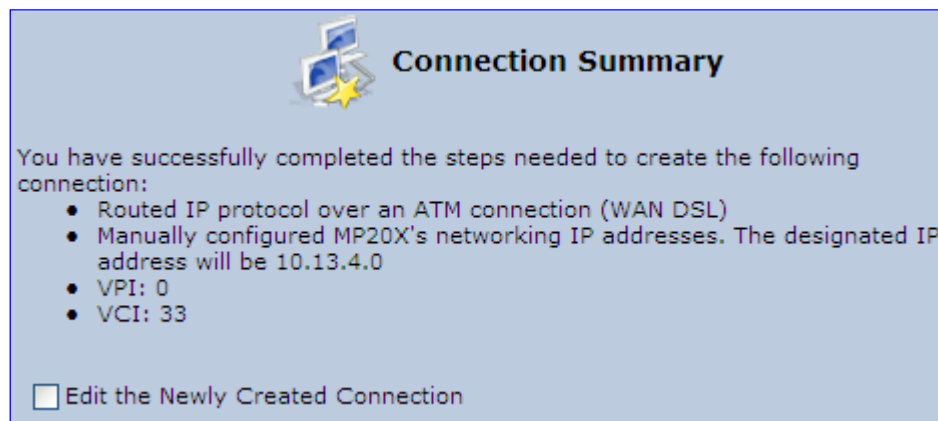 Connection Summary
You have successfully completed the steps needed to create the following
connection:
● Routed IP protocol over an ATM connection (WAN DSL)
● Manually configured MP20X's networking IP addresses. The designated IP
address will be 10.13.4.0
● VPI: 0
● VCI: 33
Edit the Newly Created Connection